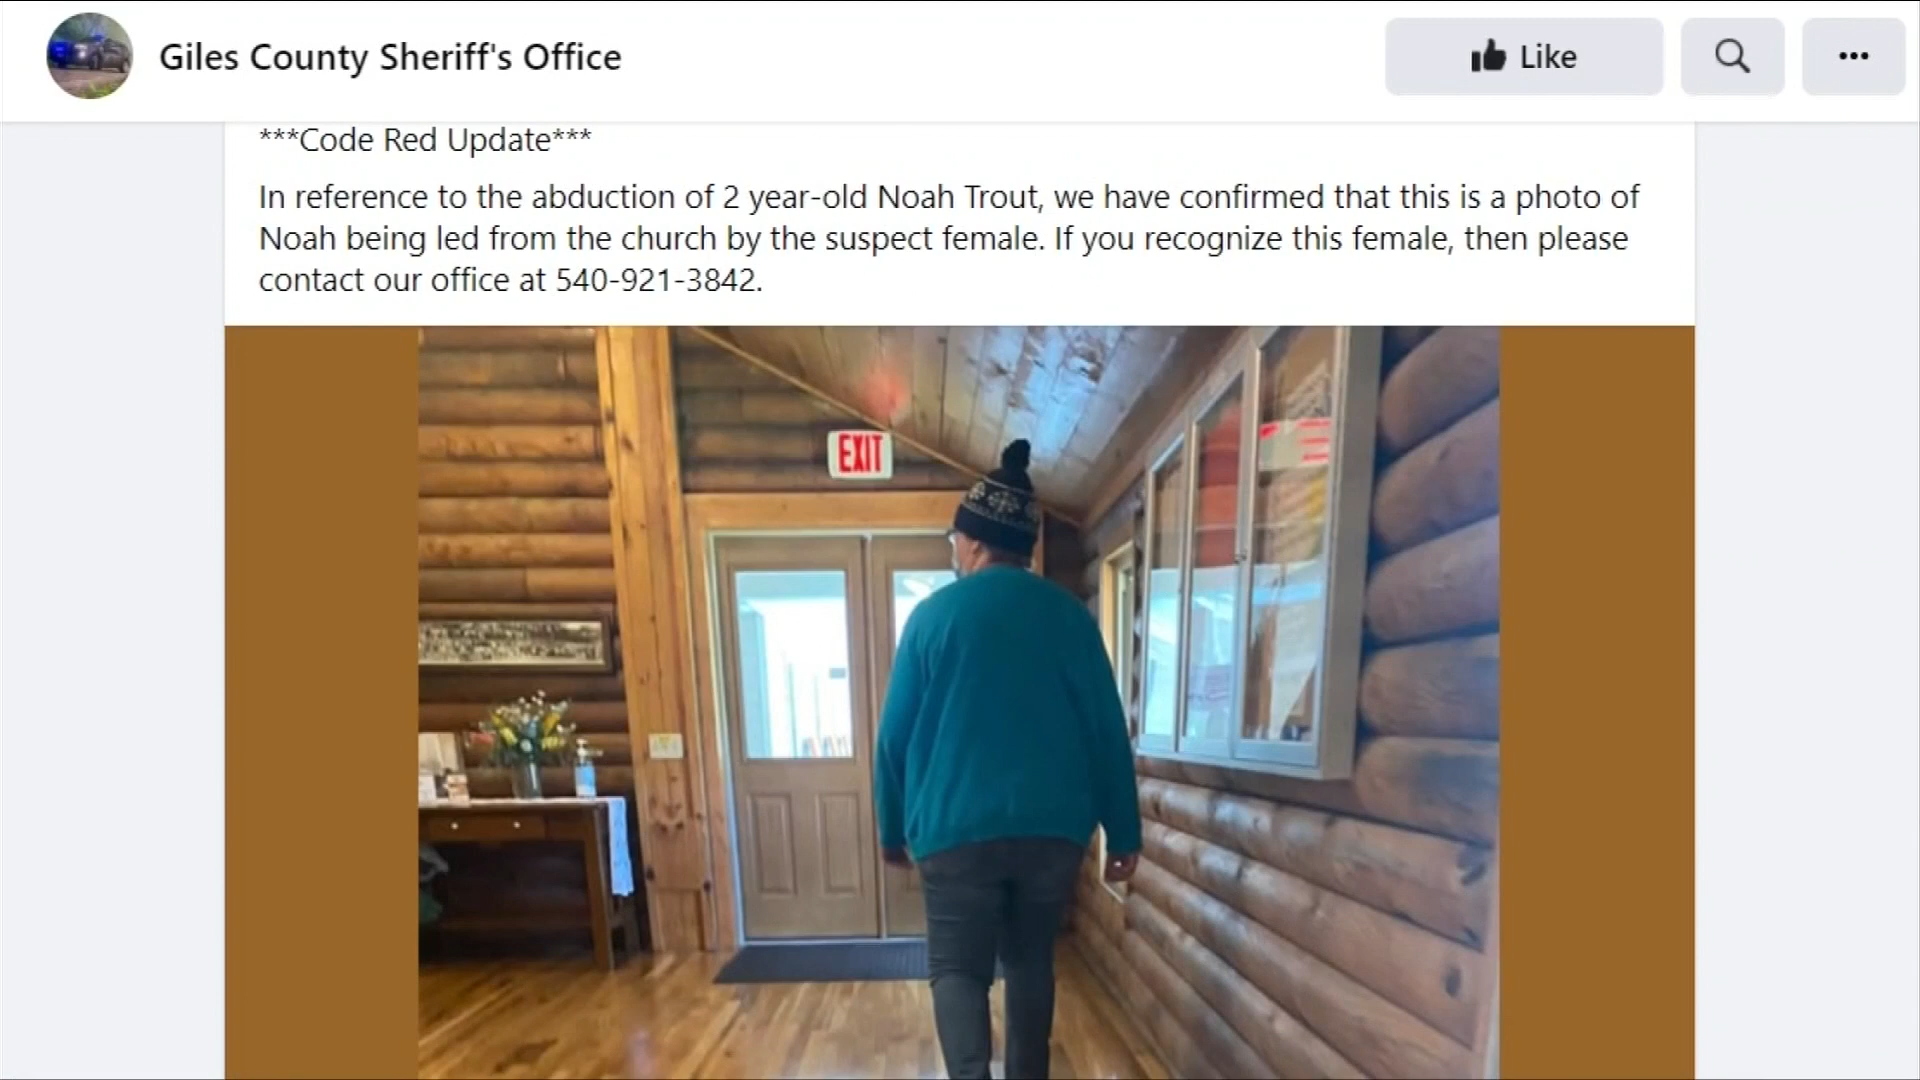 Giles County Sheriff's Office
Like
***Code Red Update***
In reference to the abduction of 2 year-old Noah Trout, we have confirmed that this is a photo of
Noah being led from the church by the suspect female. If you recognize this female, then please
contact our office at 540-921-3842.
EXIT